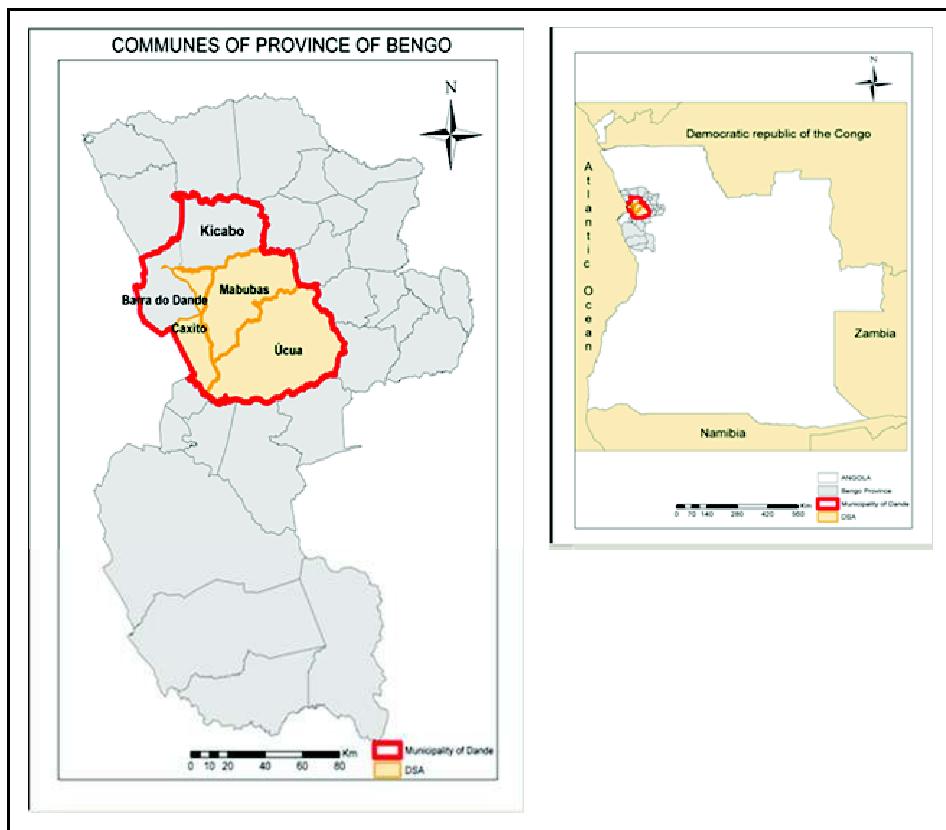 COMMUNES OF PROVINCE OF BENGO
N
Kicabo
Mabubas
Barra do Dande
Caxito
Úcua
Km
0 10 20 40 60 80
Municipality of Dande
DSA
N
Democratic republic of the Congo
Atlantic Ocean
Zambia
Namibia
ANGOLA
Bengo Province
Km
0 70 140 280 420 560
Municipality of Dande
DSA